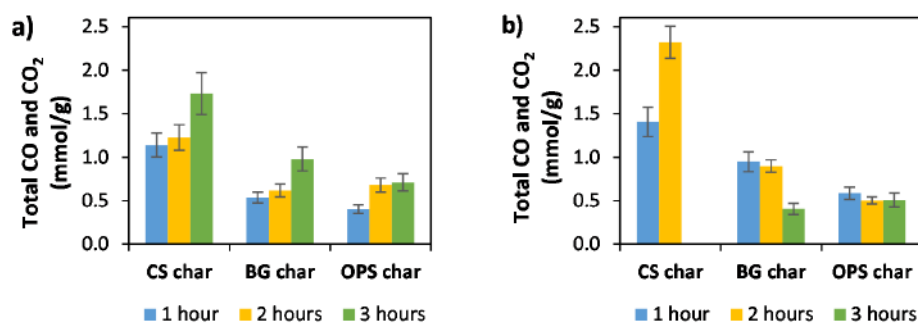 a)
Total CO and CO₂
(mmol/g)
2.5
2.0
1.5
1.0
0.5
0.0
CS char BG char OPS char
1 hour 2 hours 3 hours
b)
Total CO and CO₂
(mmol/g)
2.5
2.0
1.5
1.0
0.5
0.0
CS char BG char OPS char
1 hour 2 hours 3 hours